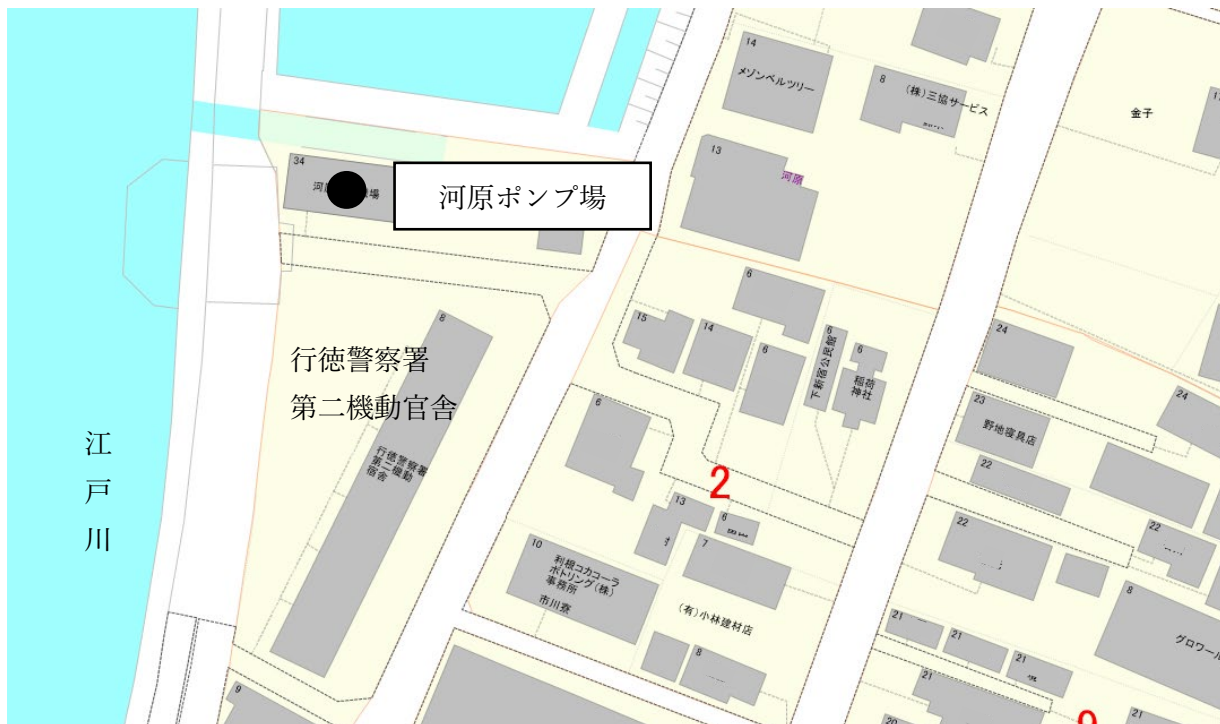 14
メゾンベルツリー
8
(株)三協サービス
金子
13
河原
34
河原ポンプ場
6
15
14
6
6
下新宿公民館
6
稲荷
神社
24
24
23
野地寝具店
22
8
行徳警察署
第二機動官舎
行徳警察署
第二機動
宿舎
江
戸
川
6
2
13
6
7
10
利根コカコーラ
ボトリング(株)
事務所
市川寮
(有)小林建材店
8
22
22
8
グロワール
21
21
21
21
21
20
9
9